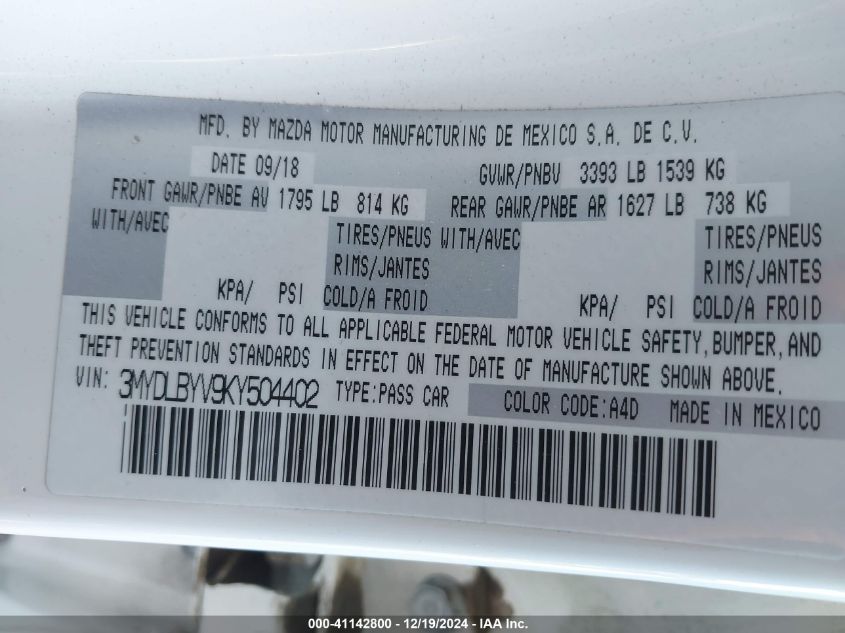 MFD. BY MAZDA MOTOR MANUFACTURING DE MEXICO S.A. DE C.V.
DATE 09/18 GVWR/PNBV 3393 LB 1539 KG
FRONT GAWR/PNBE AV 1795 LB 814 KG REAR GAWR/PNBE AR 1627 LB 738 KG
WITH/AVEC TIRES/PNEUS WITH/AVEC TIRES/PNEUS
RIMS/JANTES RIMS/JANTES
KPA/ PSI COLD/A FROID KPA/ PSI COLD/A FROID
THIS VEHICLE CONFORMS TO ALL APPLICABLE FEDERAL MOTOR VEHICLE SAFETY, BUMPER, AND
THEFT PREVENTION STANDARDS IN EFFECT ON THE DATE OF MANUFACTURE SHOWN ABOVE.
VIN: 3MYDLBYV9KY504402 TYPE:PASS CAR COLOR CODE:A4D MADE IN MEXICO
000-41142800 - 12/19/2024 - IAA Inc.